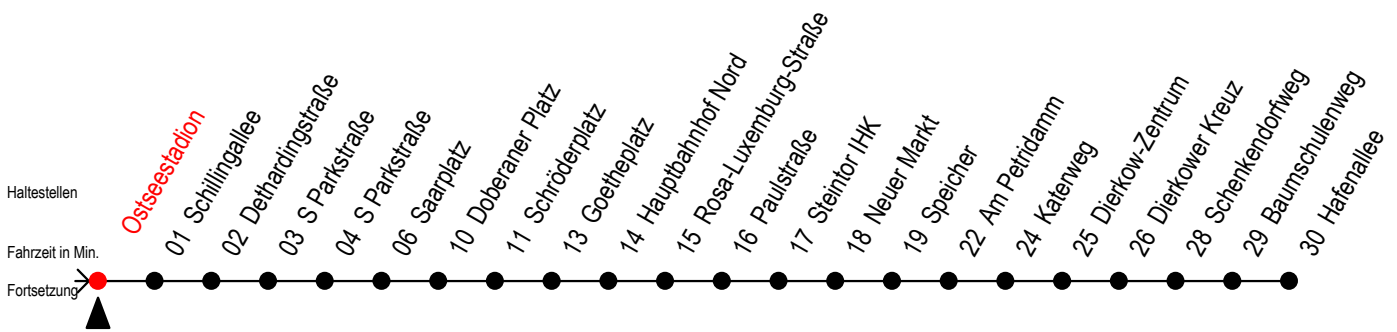 Haltestellen
Fahrzeit in Min.
Fortsetzung
Ostseestadion
01 Schillingallee
02 Dethardingstraße
03 S Parkstraße
04 S Parkstraße
06 Saarplatz
10 Doberaner Platz
11 Schröderplatz
13 Goetheplatz
14 Hauptbahnhof Nord
15 Rosa-Luxemburg-Straße
16 Paulstraße
17 Steintor IHK
18 Neuer Markt
19 Speicher
22 Am Petridamm
24 Katenweg
25 Dierkow-Zentrum
26 Dierkower Kreuz
28 Schenkendorfweg
29 Baumschulenweg
30 Hafenallee